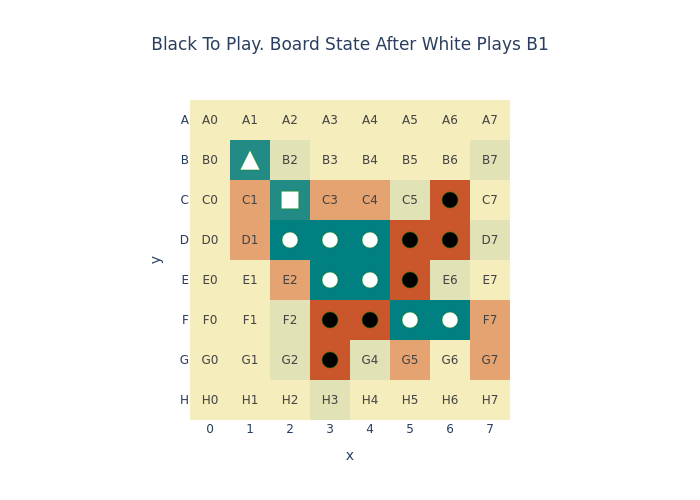 Black To Play. Board State After White Plays B1
A A0 A1 A2 A3 A4 A5 A6 A7
B B0 B2 B3 B4 B5 B6 B7
C C0 C1 C3 C4 C5 C7
D D0 D1 D7
E E0 E1 E2 E6 E7
F F0 F1 F2 F7
G G0 G1 G2 G4 G5 G6 G7
H H0 H1 H2 H3 H4 H5 H6 H7
0 1 2 3 4 5 6 7
x
y